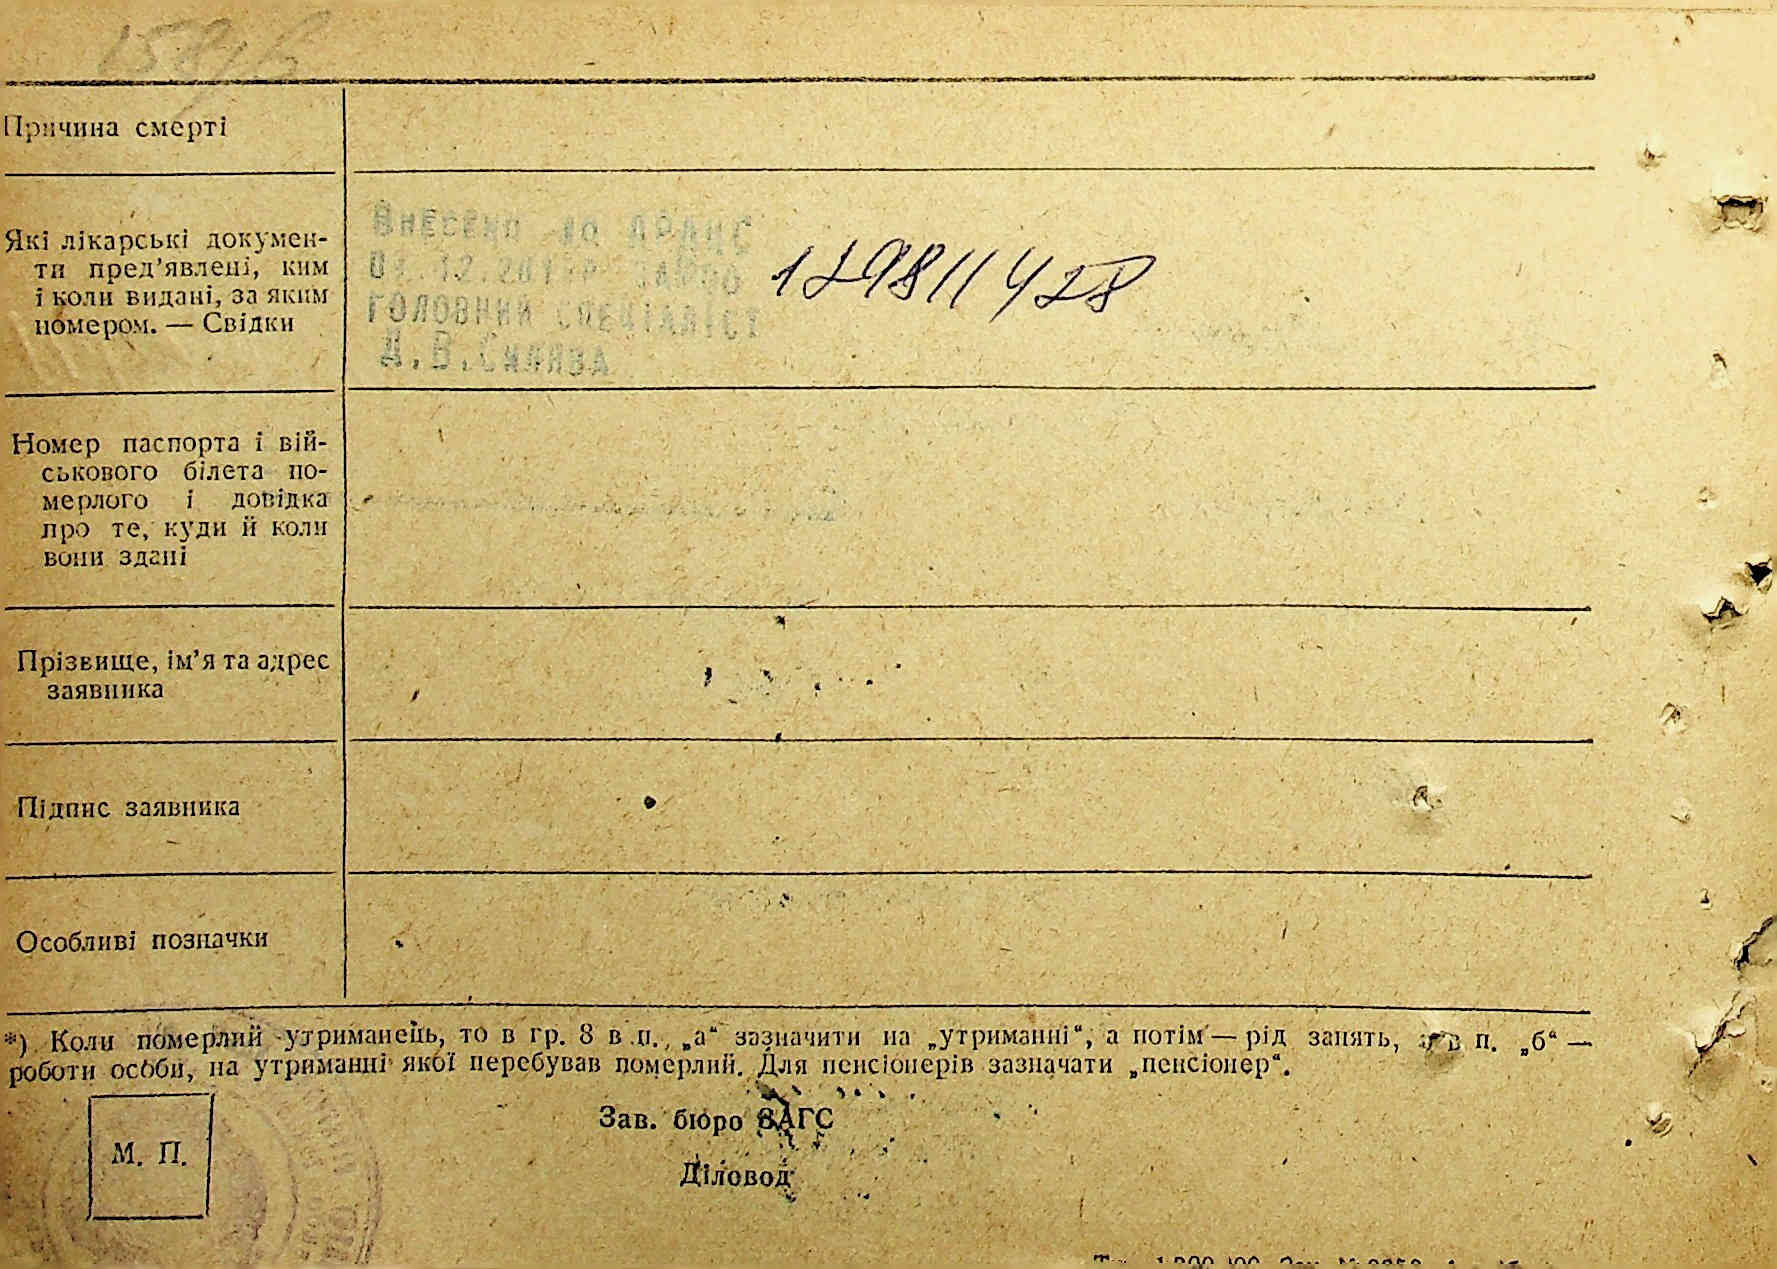 Причина смерті
Які лікарські докумен-
ти пред’явлені, ким
і коли видані, за яким
номером. — Свідки
Внесено до ДРАЦС
головний спеціаліст
Номер паспорта і вій-
ськового білета по-
мерлого і довідка
про те, куди й коли
вони здані
Прізвище, ім’я та адрес
заявника
Підпис заявника
Особливі позначки
*) Коли померлий утриманець, то в гр. 8 в п. „а“ зазначити на „утриманні“, а потім — рід занять, в п. „б“ —
роботи особи, на утриманні якої перебував померлий. Для пенсіонерів зазначати „пенсіонер“.
М. П.
Зав. бюро ЗАГС
Діловод